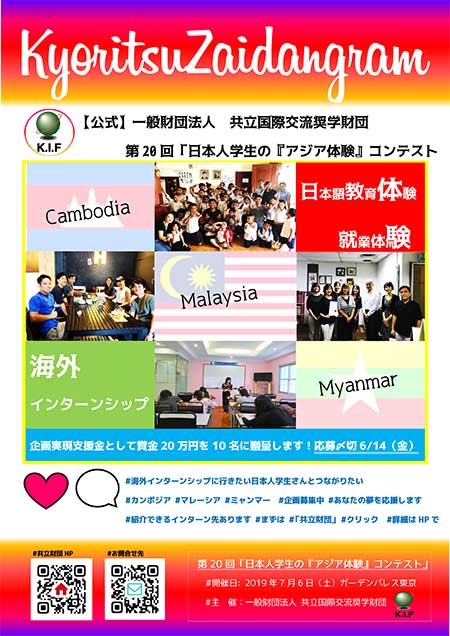 KyoritsuZaidangram
K.I.F
【公式】一般財団法人 共立国際交流奨学財団
第20回「日本人学生の『アジア体験』コンテスト
Cambodia
日本語教育体験
就業体験
Malaysia
海外
インターンシップ
Myanmar
企画実現支援金として賞金20万円を10名に贈呈します!応募〆切6/14(金)
#海外インターンシップに行きたい日本人学生さんとつながりたい
#カンボジア #マレーシア #ミャンマー #企画募集中 #あなたの夢を応援します
#紹介できるインターン先あります #まずは #「共立財団」#クリック #詳細はHPで
#共立財団HP
#お問合せ先
第20回「日本人学生の『アジア体験』コンテスト」
#開催日:2019年7月6日(土)ガーデンパレス東京
#主 催:一般財団法人 共立国際交流奨学財団
K.I.F